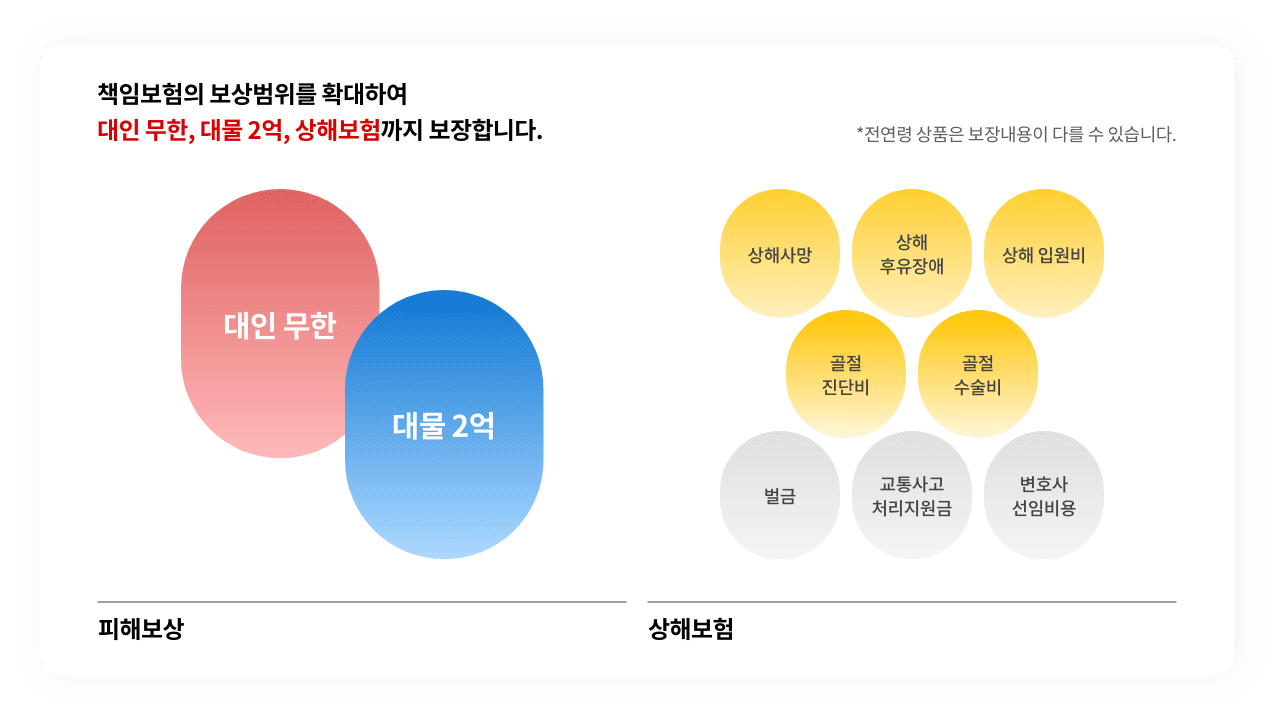 책임보험의 보상범위를 확대하여
대인 무한, 대물 2억, 상해보험까지 보장합니다.
*전연령 상품은 보장내용이 다를 수 있습니다.
대인 무한
대물 2억
피해보상
상해사망
상해
후유장애
상해 입원비
골절
진단비
골절
수술비
벌금
교통사고
처리지원금
변호사
선임비용
상해보험